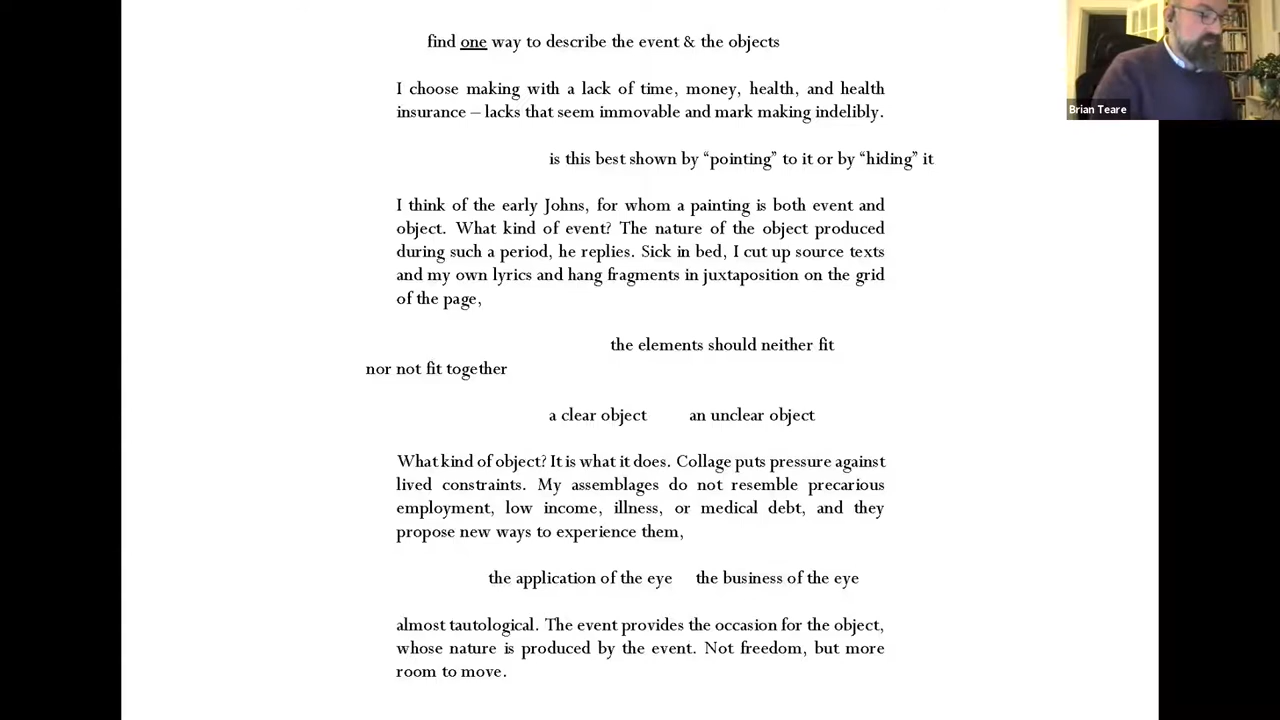 find one way to describe the event & the objects
I choose making with a lack of time, money, health, and health
insurance – lacks that seem immovable and mark making indelibly.
is this best shown by “pointing” to it or by “hiding” it
I think of the early Johns, for whom a painting is both event and
object. What kind of event? The nature of the object produced
during such a period, he replies. Sick in bed, I cut up source texts
and my own lyrics and hang fragments in juxtaposition on the grid
of the page,
the elements should neither fit
nor not fit together
a clear object an unclear object
What kind of object? It is what it does. Collage puts pressure against
lived constraints. My assemblages do not resemble precarious
employment, low income, illness, or medical debt, and they
propose new ways to experience them,
the application of the eye the business of the eye
almost tautological. The event provides the occasion for the object,
whose nature is produced by the event. Not freedom, but more
room to move.
Brian Teare